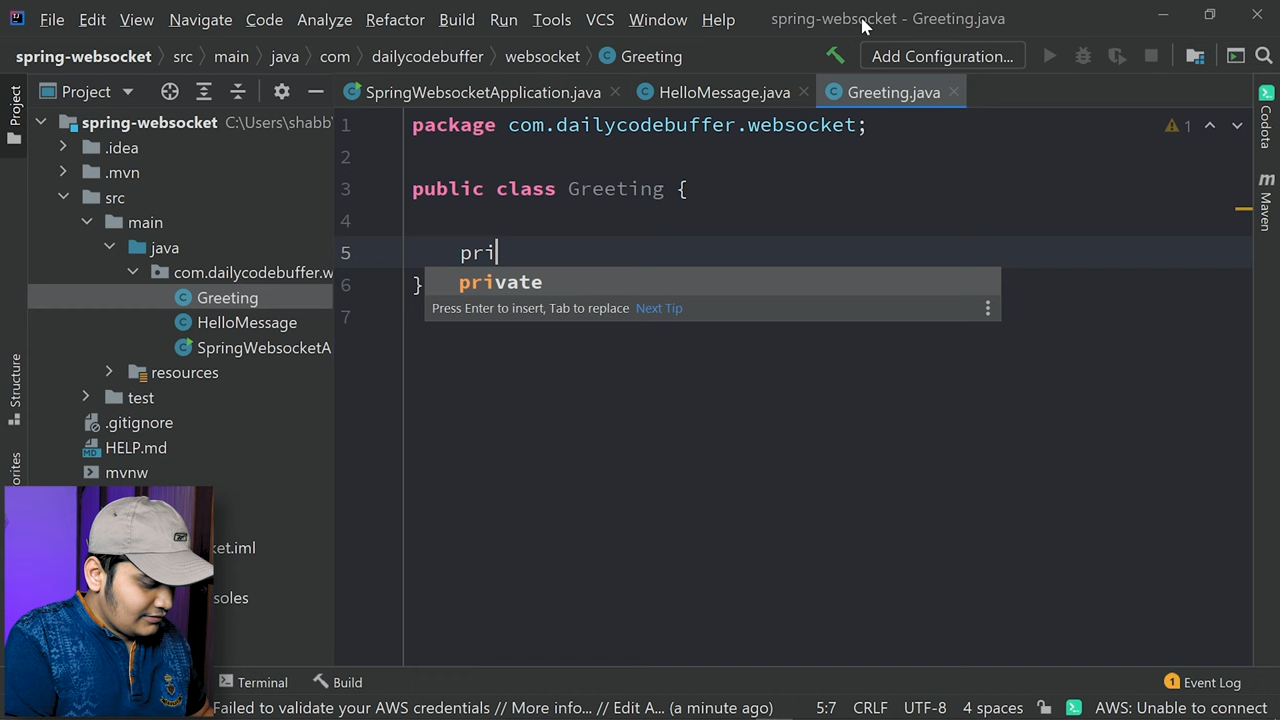 File Edit View Navigate Code Analyze Refactor Build Run Tools VCS Window Help spring-websocket - Greeting.java
spring-websocket src main java com dailycodebuffer websocket Greeting Add Configuration...
Project
Project
SpringWebsocketApplication.java HelloMessage.java Greeting.java
spring-websocket C:\Users\shabb
.idea
.mvn
src
main
java
com.dailycodebuffer.w
Greeting
HelloMessage
SpringWebsocketA
resources
test
.gitignore
HELP.md
mvnw
ket.iml
soles
Structure
orites
1 package com.dailycodebuffer.websocket;
2
3 public class Greeting {
4
5 pri
6 }
7
private
Press Enter to insert, Tab to replace Next Tip
1
Codota
Maven
Terminal Build 1 Event Log
Failed to validate your AWS credentials // More info... // Edit A... (a minute ago) 5:7 CRLF UTF-8 4 spaces AWS: Unable to connect